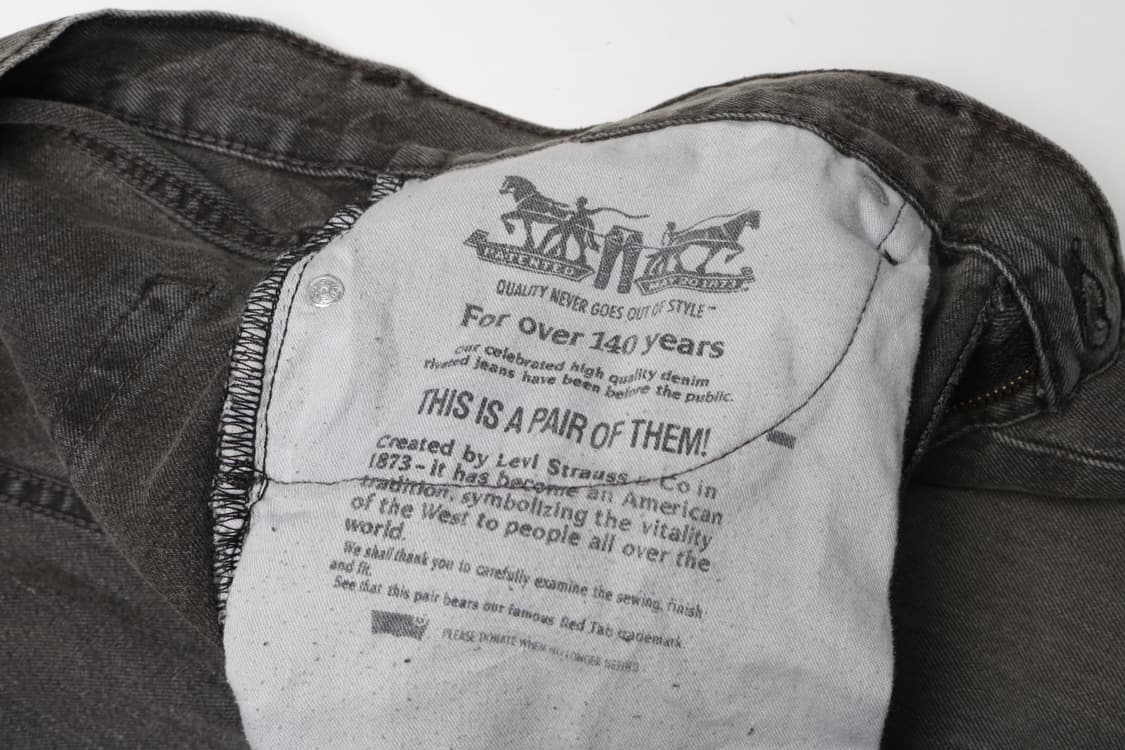 PATENTED
MAY 20 1873
QUALITY NEVER GOES OUT OF STYLE™
For over 140 years
our celebrated high quality denim
riveted jeans have been before the public.
THIS IS A PAIR OF THEM!
Created by Levi Strauss & Co in
1873 – it has become an American
tradition, symbolizing the vitality
of the West to people all over the
world.
We shall thank you to carefully examine the sewing, finish
and fit.
See that this pair bears our famous Red Tab trademark
PLEASE DONATE WHEN NO LONGER NEEDED